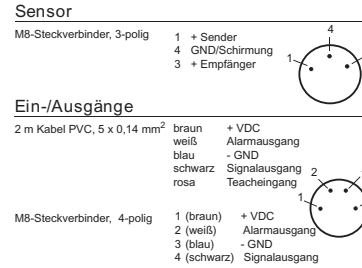 Sensor
M8-Steckverbinder, 3-polig
1 + Sender
4 GND/Schirmung
3 + Empfänger
4
1
Ein-/Ausgänge
2 m Kabel PVC, 5 x 0,14 mm²
braun + VDC
weiß Alarmausgang
blau - GND
schwarz Signalausgang
rosa Teacheingang
2
1
M8-Steckverbinder, 4-polig
1 (braun) + VDC
2 (weiß) Alarmausgang
3 (blau) - GND
4 (schwarz) Signalausgang